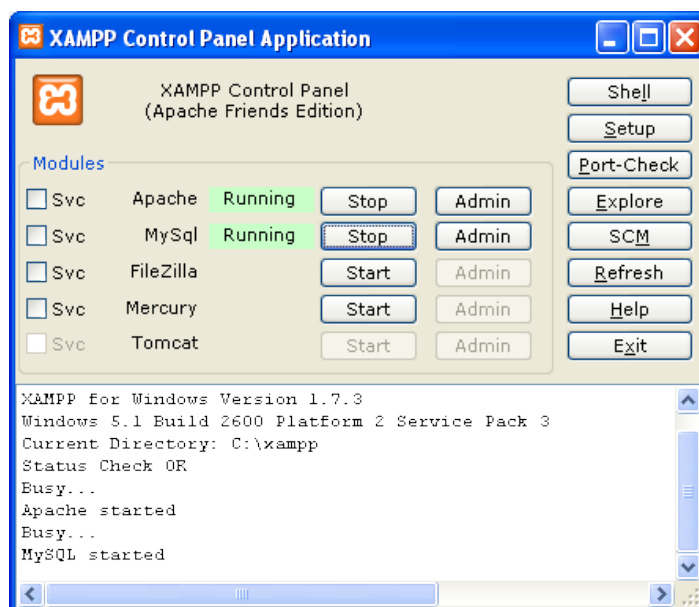 XAMPP Control Panel Application
XAMPP Control Panel
(Apache Friends Edition)
Shell
Setup
Port-Check
Explore
SCM
Refresh
Help
Exit
Modules
Svc Apache Running Stop Admin
Svc MySql Running Stop Admin
Svc FileZilla Start Admin
Svc Mercury Start Admin
Svc Tomcat Start Admin
XAMPP for Windows Version 1.7.3
Windows 5.1 Build 2600 Platform 2 Service Pack 3
Current Directory: C:\xampp
Status Check OK
Busy...
Apache started
Busy...
MySQL started